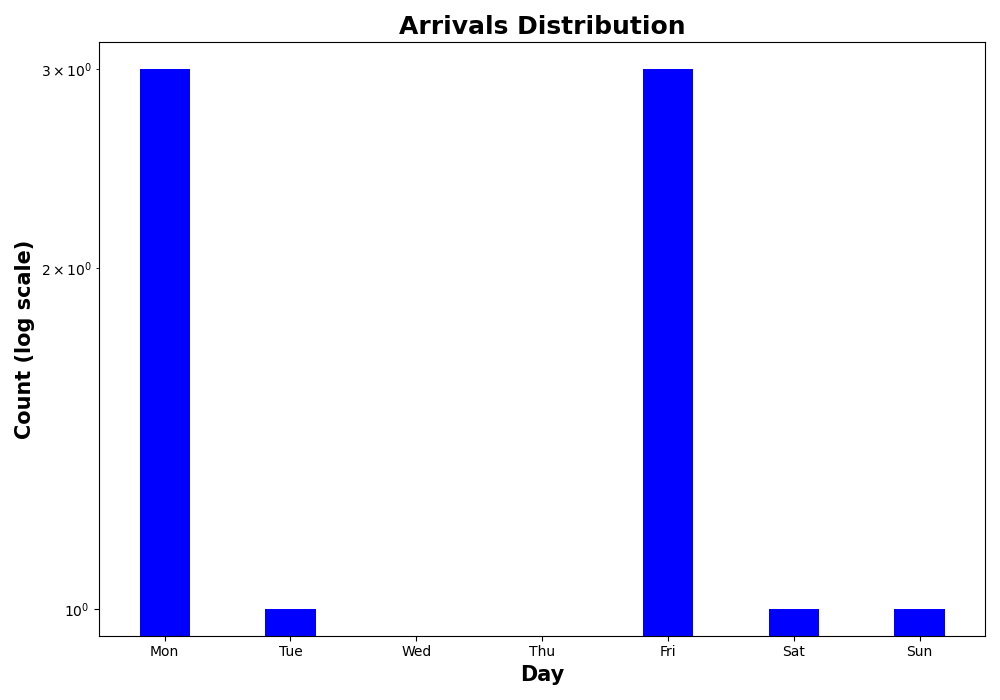 Arrivals Distribution
3 × 10⁰
2 × 10⁰
10⁰
Count (log scale)
Mon Tue Wed Thu Fri Sat Sun
Day